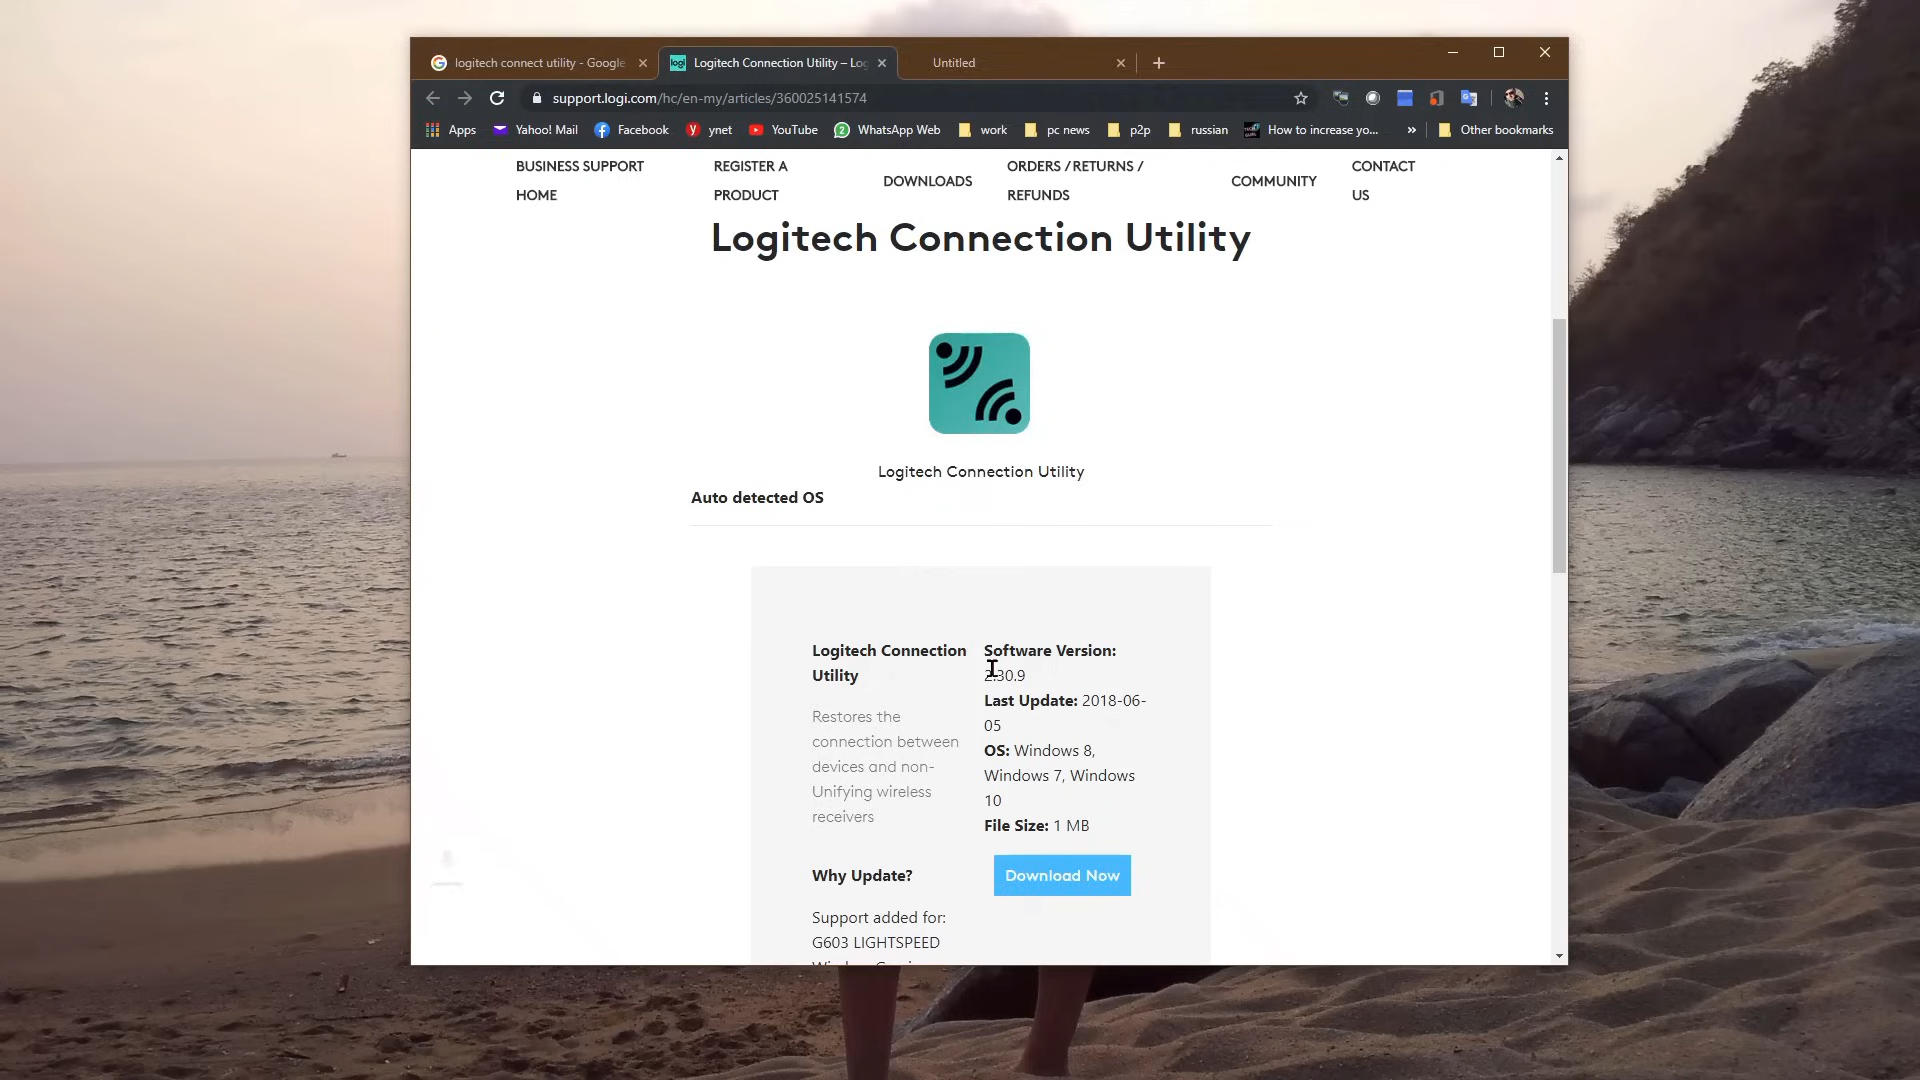 logitech connect utility - Google
logi Logitech Connection Utility – Log
Untitled
support.logi.com/hc/en-my/articles/360025141574
Apps Yahoo! Mail Facebook ynet YouTube WhatsApp Web work pc news p2p russian How to increase yo... » Other bookmarks
BUSINESS SUPPORT
HOME
REGISTER A
PRODUCT
DOWNLOADS
ORDERS / RETURNS /
REFUNDS
COMMUNITY
CONTACT
US
Logitech Connection Utility
Logitech Connection Utility
Auto detected OS
Logitech Connection
Utility
Restores the
connection between
devices and non-
Unifying wireless
receivers
Why Update?
Support added for:
G603 LIGHTSPEED
Software Version:
2.30.9
Last Update: 2018-06-
05
OS: Windows 8,
Windows 7, Windows
10
File Size: 1 MB
Download Now